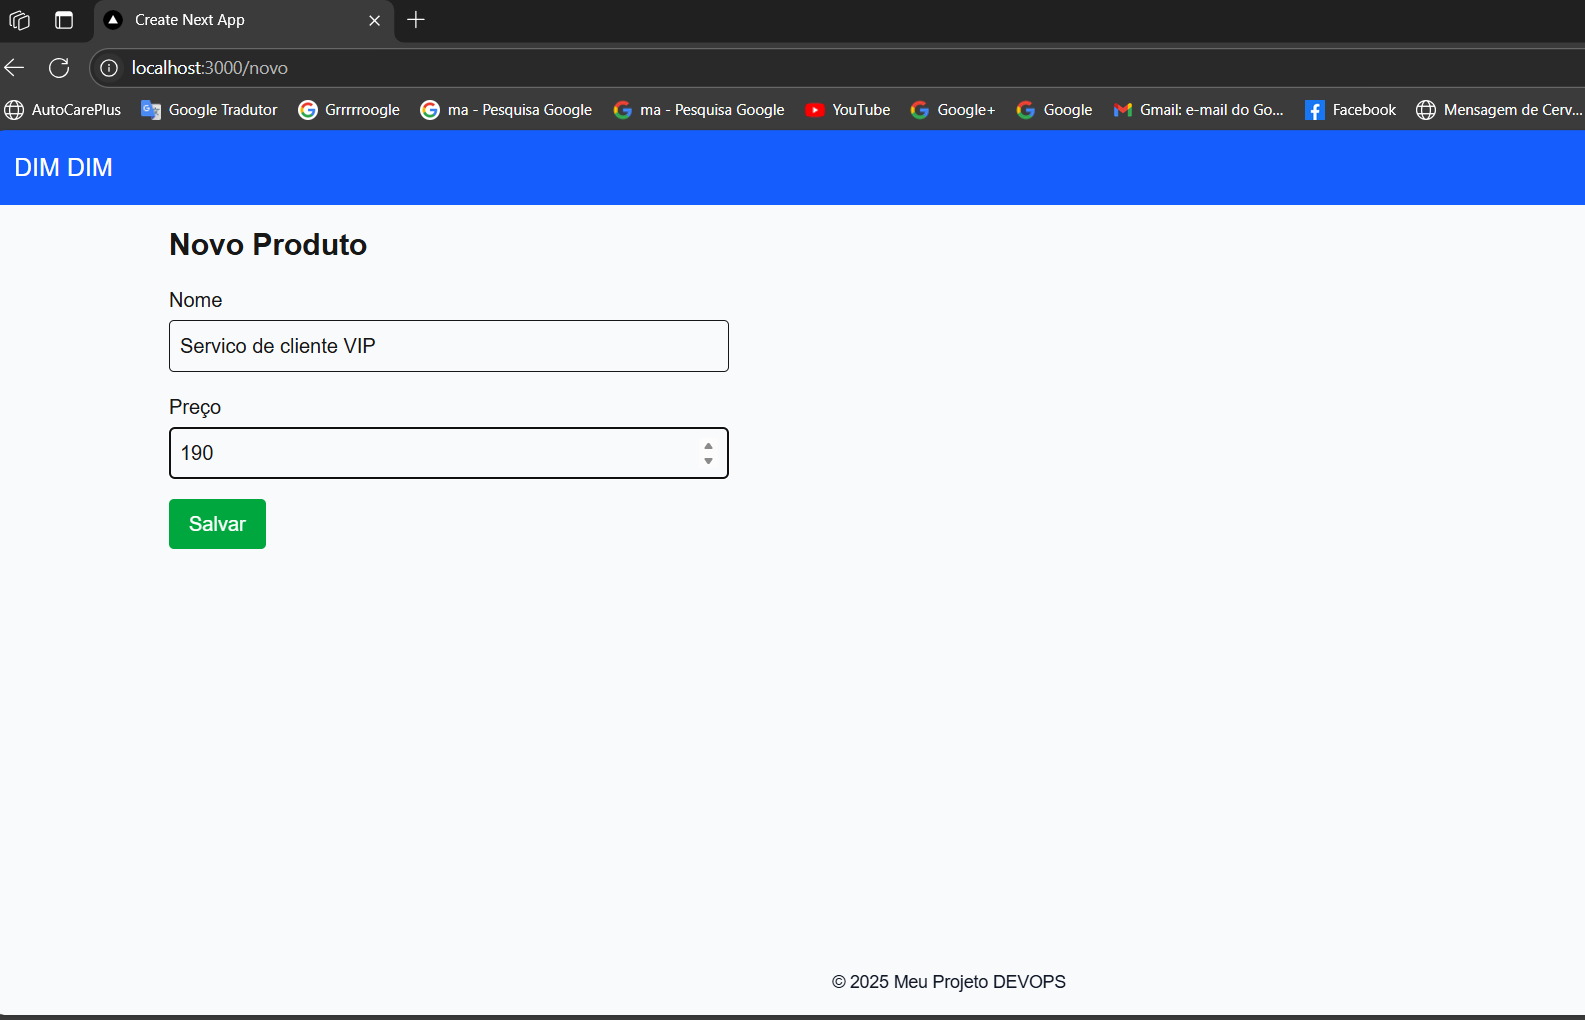 Create Next App
localhost:3000/novo
AutoCarePlus Google Tradutor Grrrrroogle ma - Pesquisa Google ma - Pesquisa Google YouTube Google+ Google Gmail: e-mail do Go... Facebook Mensagem de Cerv...
DIM DIM
Novo Produto
Nome
Servico de cliente VIP
Preço
190
Salvar
© 2025 Meu Projeto DEVOPS